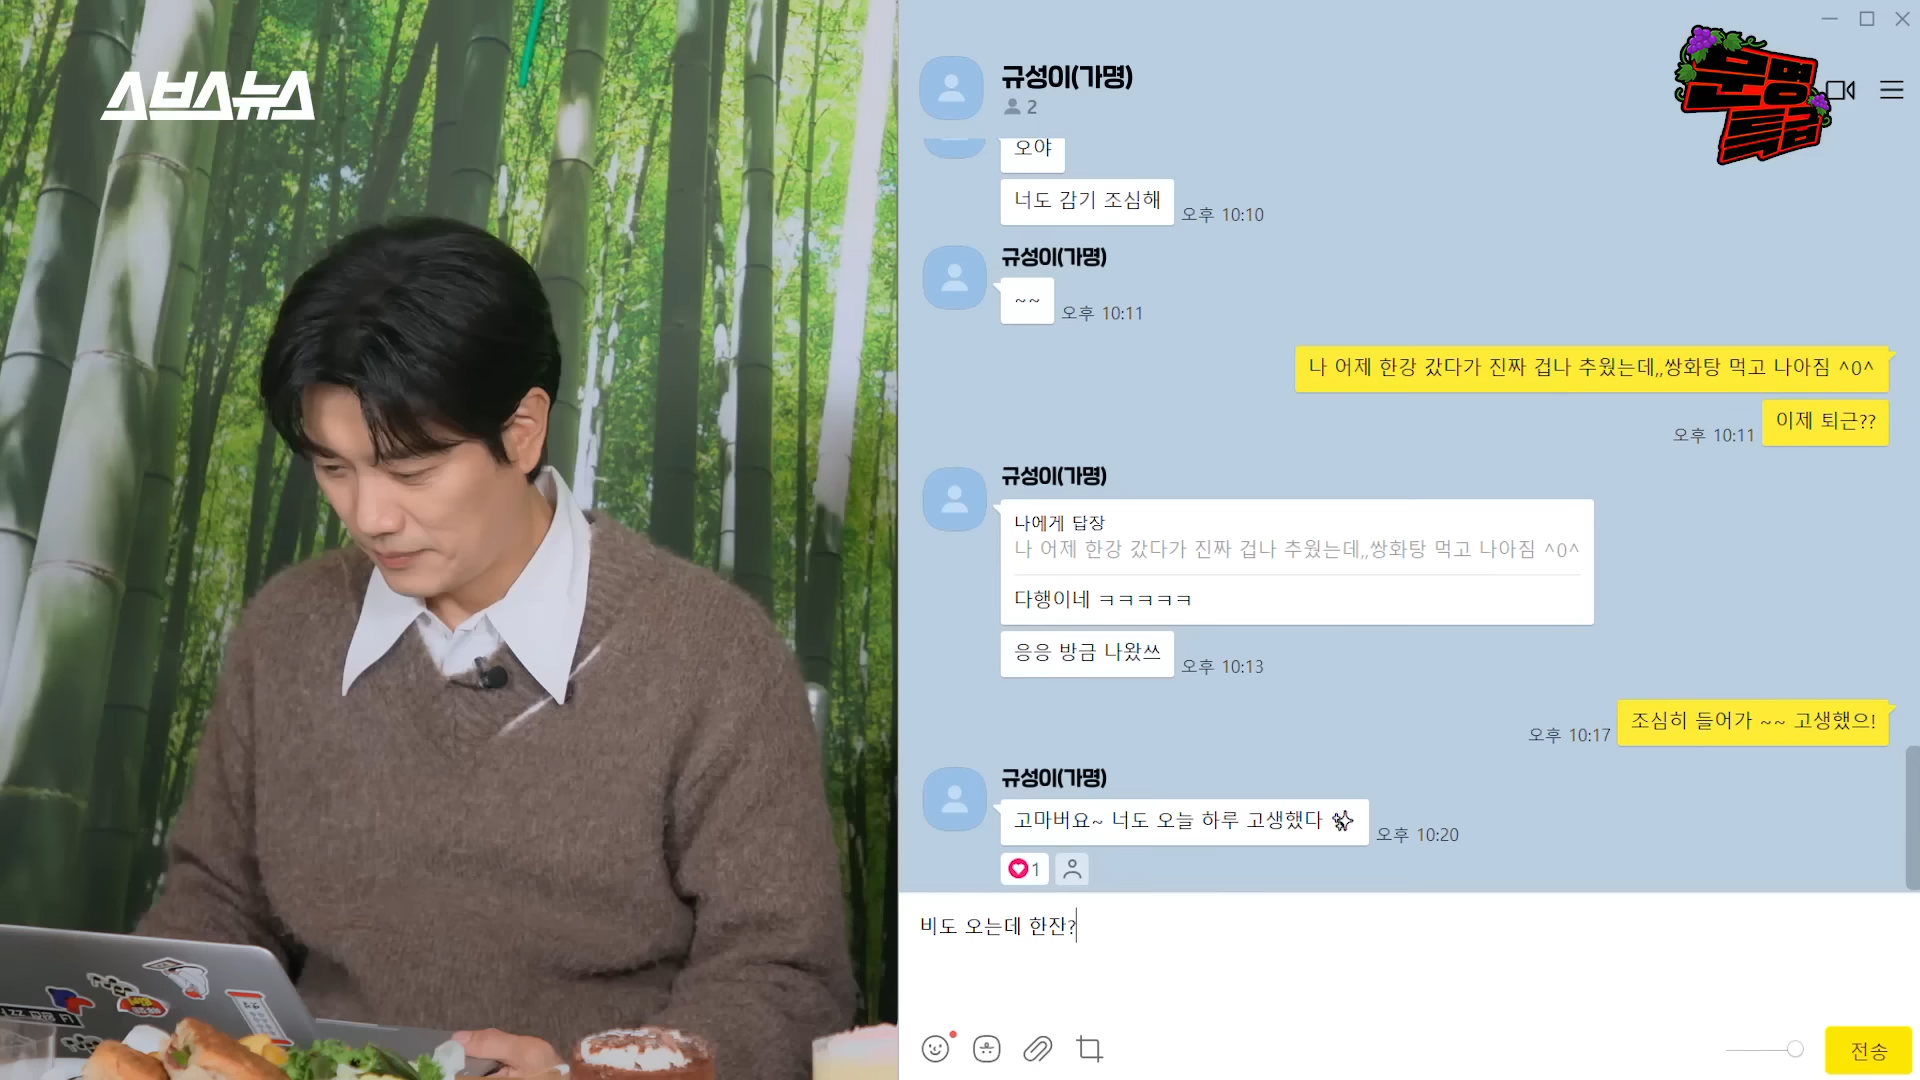 스브스뉴스
규성이(가명)
2
오야
너도 감기 조심해
오후 10:10
규성이(가명)
~~
오후 10:11
나 어제 한강 갔다가 진짜 겁나 추웠는데,,쌍화탕 먹고 나아짐 ^0^
이제 퇴근??
오후 10:11
규성이(가명)
나에게 답장
나 어제 한강 갔다가 진짜 겁나 추웠는데,,쌍화탕 먹고 나아짐 ^0^
다행이네 ㅋㅋㅋㅋㅋ
응응 방금 나왔쓰
오후 10:13
조심히 들어가 ~~ 고생했으!
오후 10:17
규성이(가명)
고마버요~ 너도 오늘 하루 고생했다
오후 10:20
1
비도 오는데 한잔?
전송